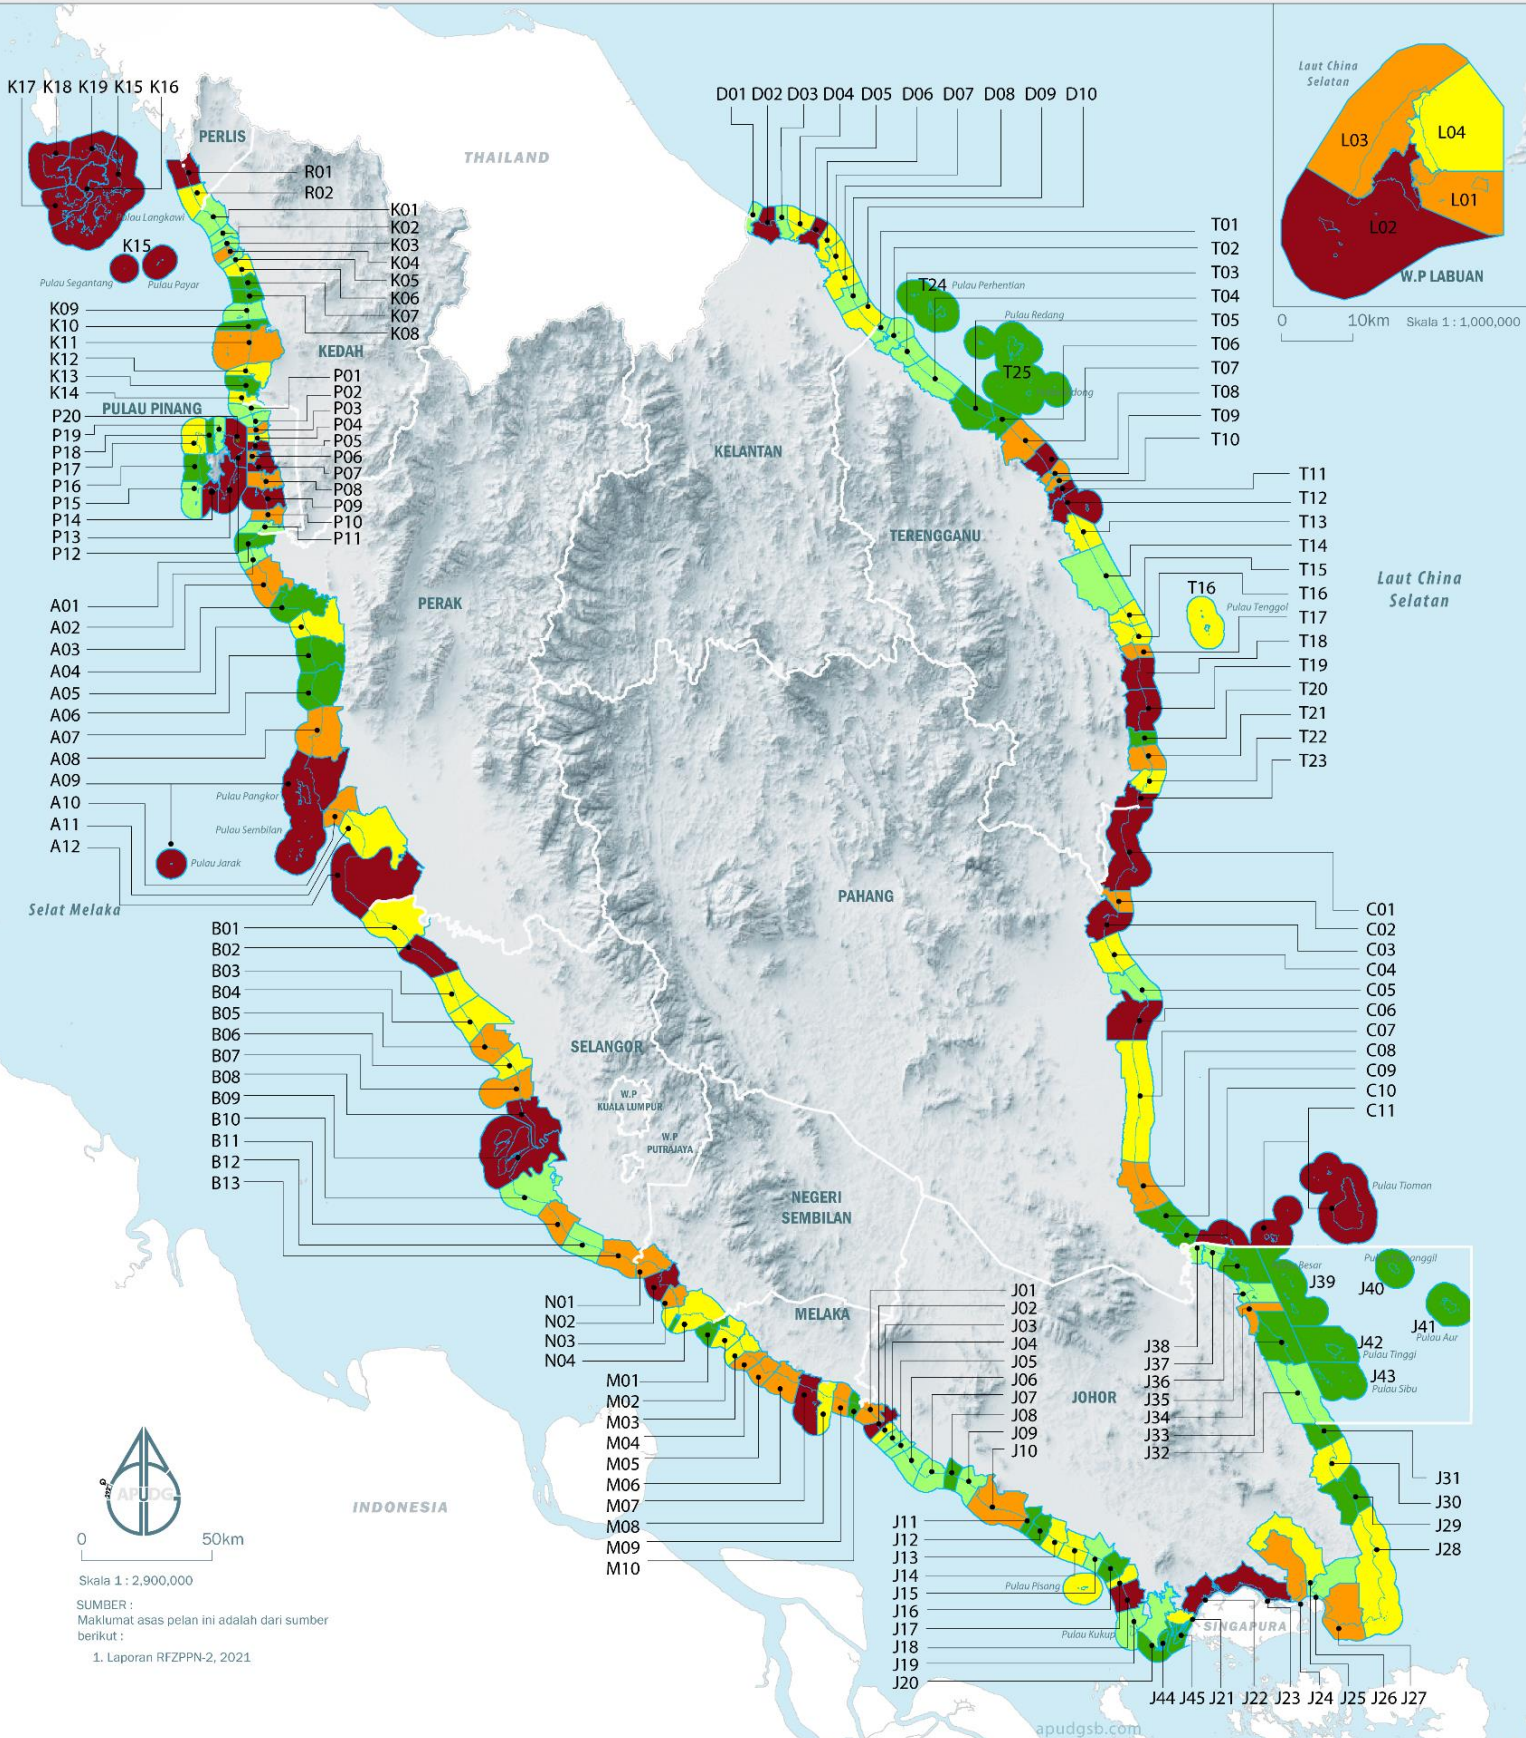 K17 K18 K19 K15 K16
PERLIS
R01
R02
Pulau Langkawi
K15
Pulau Segantang
Pulau Payar
K01
K02
K03
K04
K05
K06
K07
K08
K09
K10
K11
K12
K13
K14
KEDAH
PULAU PINANG
P01
P02
P03
P04
P05
P06
P07
P08
P09
P10
P11
P20
P19
P18
P17
P16
P15
P14
P13
P12
A01
A02
A03
A04
A05
A06
A07
A08
A09
A10
A11
A12
PERAK
Pulau Pangkor
Pulau Sembilan
Pulau Jarak
Selat Melaka
THAILAND
D01 D02 D03 D04 D05 D06 D07 D08 D09 D10
T01
T02
T03
T04
T05
T06
T07
T08
T09
T10
T11
T12
T13
T14
T15
T16
T17
T18
T19
T20
T21
T22
T23
T24
Pulau Perhentian
Pulau Redang
T25
T16
Pulau Tenggol
KELANTAN
TERENGGANU
Laut China
Selatan
Laut China
Selatan
L03
L04
L01
L02
W.P LABUAN
0 10km Skala 1 : 1,000,000
PAHANG
C01
C02
C03
C04
C05
C06
C07
C08
C09
C10
C11
Pulau Tioman
B01
B02
B03
B04
B05
B06
B07
B08
B09
B10
B11
B12
B13
SELANGOR
W.P
KUALA LUMPUR
W.P
PUTRAJAYA
NEGERI
SEMBILAN
N01
N02
N03
N04
MELAKA
M01
M02
M03
M04
M05
M06
M07
M08
M09
M10
J01
J02
J03
J04
J05
J06
J07
J08
J09
J10
JOHOR
J38
J37
J36
J35
J34
J33
J32
Besar
J39
J40
J41
Pulau Aur
J42
Pulau Tinggi
J43
Pulau Sibu
J31
J30
J29
J28
J11
J12
J13
J14
J15
J16
J17
J18
J19
J20
Pulau Pisang
Pulau Kukup
SINGAPURA
J44 J45 J21 J22 J23 J24 J25 J26 J27
INDONESIA
APUDG
0 50km
Skala 1 : 2,900,000
SUMBER :
Maklumat asas pelan ini adalah dari sumber
berikut :
1. Laporan RFZPPN-2, 2021
apudgsb.com